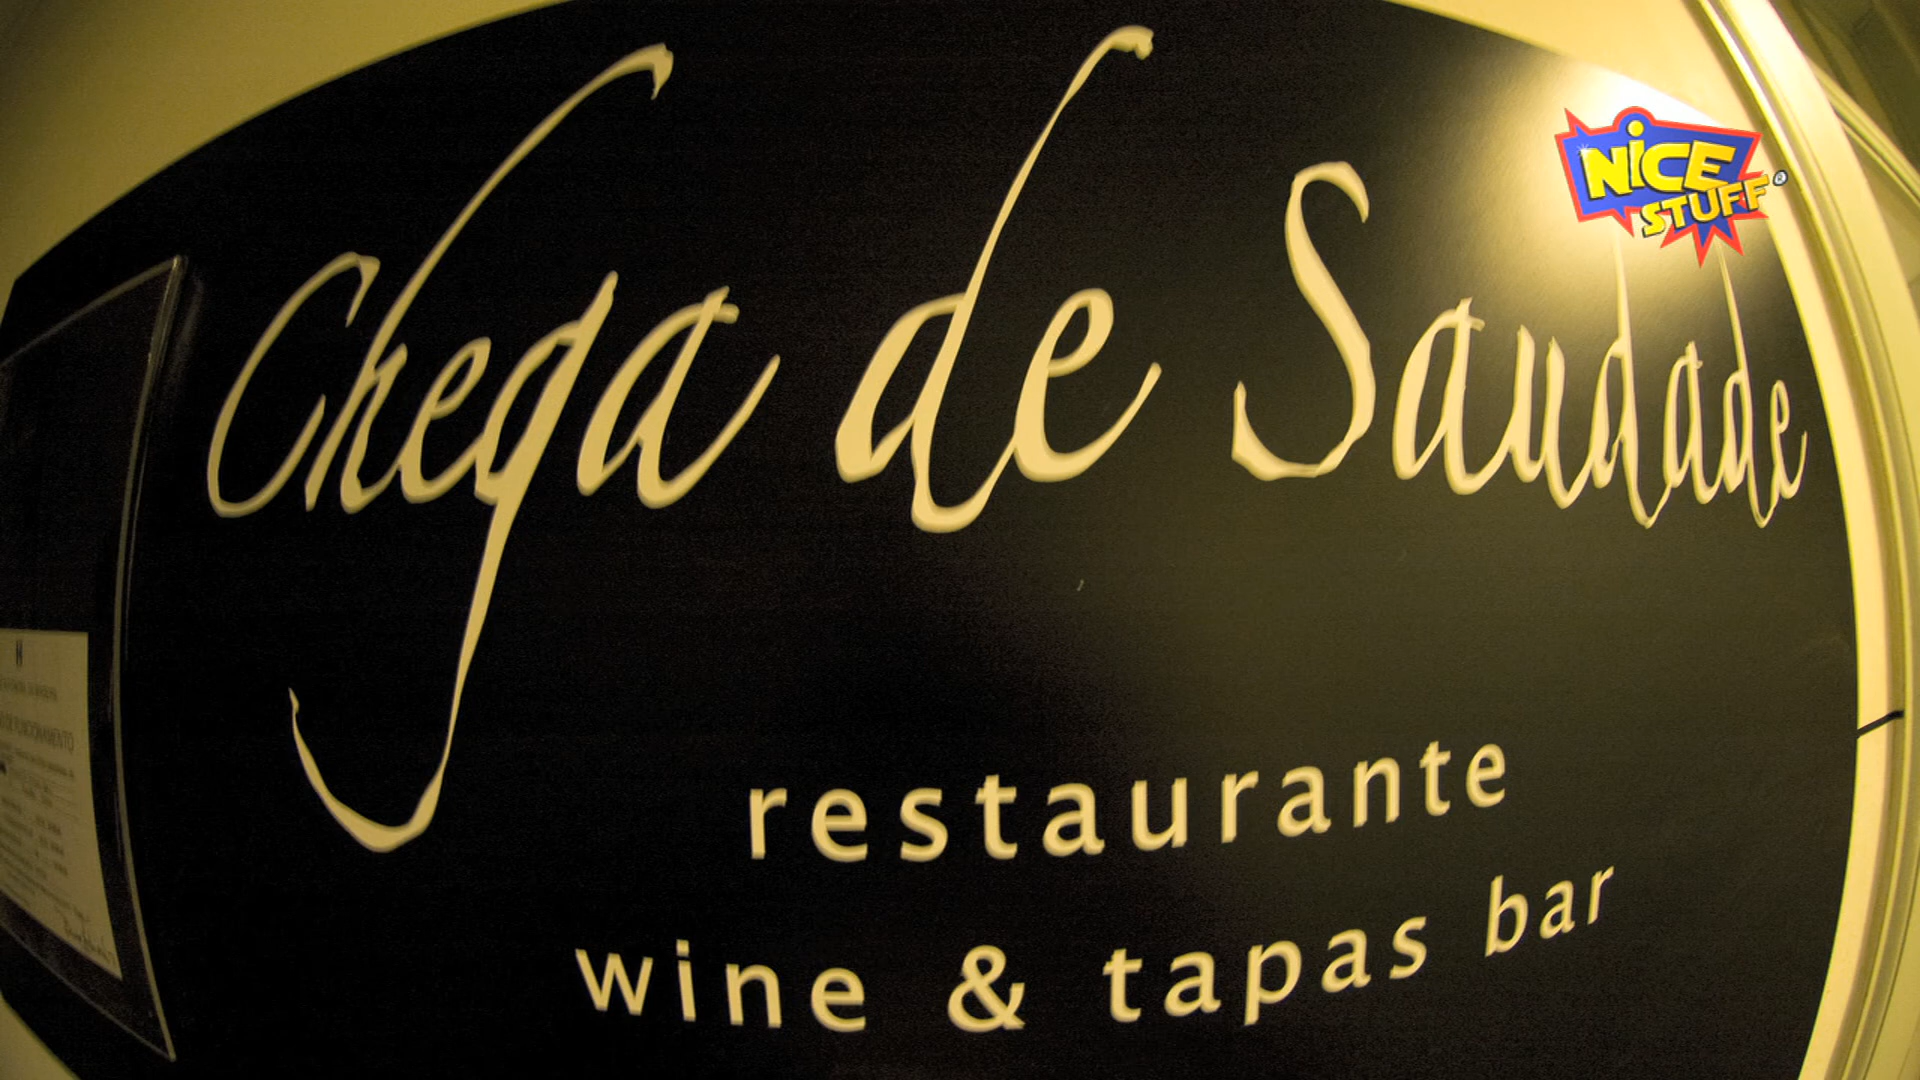 Chega de Saudade
NiCE
STUFF®
restaurante
wine & tapas bar